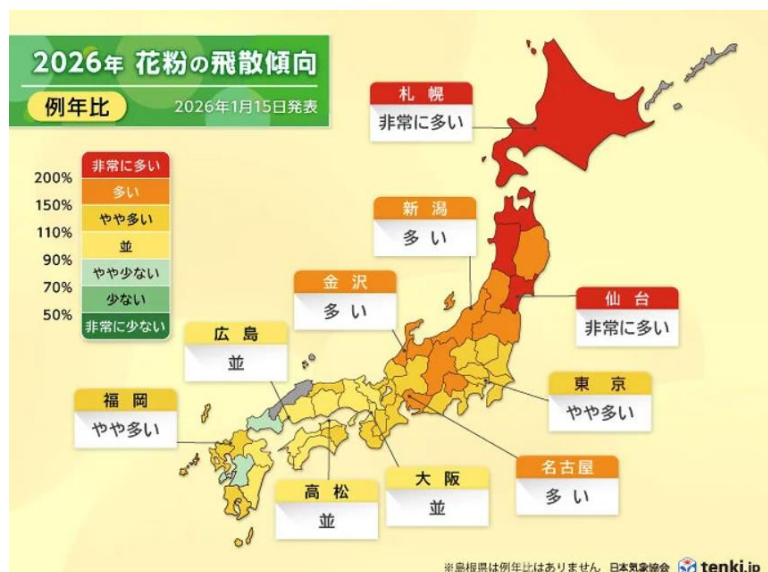 2026年 花粉の飛散傾向
例年比
2026年1月15日発表
非常に多い
200%
多い
150%
やや多い
110%
並
90%
やや少ない
70%
少ない
50%
非常に少ない
札幌
非常に多い
新潟
多い
金沢
多い
仙台
非常に多い
広島
並
東京
やや多い
福岡
やや多い
名古屋
多い
大阪
並
高松
並
※島根県は例年比はありません 日本気象協会 tenki.jp